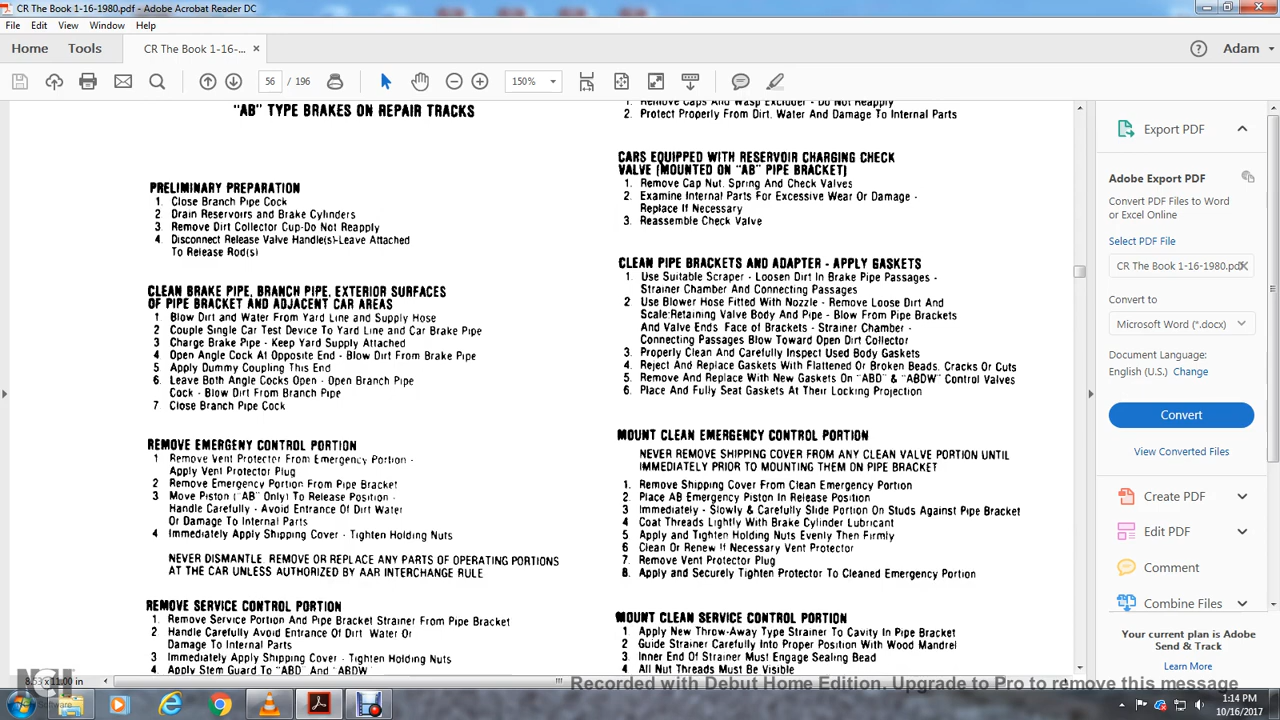 CR The Book 1-16-1980.pdf - Adobe Acrobat Reader DC
File Edit View Window Help
Home Tools CR The Book 1-16-... × Adam
56 / 196 150%
"AB" TYPE BRAKES ON REPAIR TRACKS
PRELIMINARY PREPARATION
1. Close Branch Pipe Cock
2 Drain Reservoirs and Brake Cylinders
3. Remove Dirt Collector Cup-Do Not Reapply
4. Disconnect Release Valve Handle(s)-Leave Attached
To Release Rod(s)
CLEAN BRAKE PIPE, BRANCH PIPE, EXTERIOR SURFACES
OF PIPE BRACKET AND ADJACENT CAR AREAS
1 Blow Dirt and Water From Yard Line and Supply Hose
2 Couple Single Car Test Device To Yard Line and Car Brake Pipe
3 Charge Brake Pipe - Keep Yard Supply Attached
4 Open Angle Cock At Opposite End - Blow Dirt From Brake Pipe
5 Apply Dummy Coupling This End
6. Leave Both Angle Cocks Open - Open Branch Pipe
Cock - Blow Dirt From Branch Pipe
7. Close Branch Pipe Cock
REMOVE EMERGENY CONTROL PORTION
1 Remove Vent Protector From Emergency Portion -
Apply Vent Protector Plug
2 Remove Emergency Portion From Pipe Bracket
3 Move Piston ("AB" Only) To Release Position -
Handle Carefully - Avoid Entrance Of Dirt Water
Or Damage To Internal Parts
4 Immediately Apply Shipping Cover - Tighten Holding Nuts
NEVER DISMANTLE. REMOVE OR REPLACE ANY PARTS OF OPERATING PORTIONS
AT THE CAR UNLESS AUTHORIZED BY AAR INTERCHANGE RULE
REMOVE SERVICE CONTROL PORTION
1 Remove Service Portion And Pipe Bracket Strainer From Pipe Bracket
2 Handle Carefully Avoid Entrance Of Dirt Water Or
Damage To Internal Parts
3 Immediately Apply Shipping Cover - Tighten Holding Nuts
4 Apply Stem Guard To "ABD" And "ABDW"
1. Remove Caps And Wasp Excluder - Do Not Reapply
2. Protect Properly From Dirt, Water And Damage To Internal Parts
CARS EQUIPPED WITH RESERVOIR CHARGING CHECK
VALVE (MOUNTED ON "AB" PIPE BRACKET)
1. Remove Cap Nut, Spring And Check Valves
2. Examine Internal Parts For Excessive Wear Or Damage -
Replace If Necessary
3. Reassemble Check Valve
CLEAN PIPE BRACKETS AND ADAPTER - APPLY GASKETS
1. Use Suitable Scraper - Loosen Dirt In Brake Pipe Passages -
Strainer Chamber And Connecting Passages
2. Use Blower Hose Fitted With Nozzle - Remove Loose Dirt And
Scale:Retaining Valve Body And Pipe - Blow From Pipe Brackets
And Valve Ends Face of Brackets - Strainer Chamber -
Connecting Passages Blow Toward Open Dirt Collector
3. Properly Clean And Carefully Inspect Used Body Gaskets
4. Reject And Replace Gaskets With Flattened Or Broken Beads, Cracks Or Cuts
5. Remove And Replace With New Gaskets On "ABD" & "ABDW" Control Valves
6. Place And Fully Seat Gaskets At Their Locking Projection
MOUNT CLEAN EMERGENCY CONTROL PORTION
NEVER REMOVE SHIPPING COVER FROM ANY CLEAN VALVE PORTION UNTIL
IMMEDIATELY PRIOR TO MOUNTING THEM ON PIPE BRACKET
1. Remove Shipping Cover From Clean Emergency Portion
2. Place AB Emergency Piston In Release Position
3 Immediately - Slowly & Carefully Slide Portion On Studs Against Pipe Bracket
4 Coat Threads Lightly With Brake Cylinder Lubricant
5 Apply and Tighten Holding Nuts Evenly Then Firmly
6 Clean Or Renew If Necessary Vent Protector
7. Remove Vent Protector Plug
8. Apply and Securely Tighten Protector To Cleaned Emergency Portion
MOUNT CLEAN SERVICE CONTROL PORTION
1 Apply New Throw-Away Type Strainer To Cavity In Pipe Bracket
2 Guide Strainer Carefully Into Proper Position With Wood Mandrel
3 Inner End Of Strainer Must Engage Sealing Bead
4 All Nut Threads Must Be Visible
Export PDF
Adobe Export PDF
Convert PDF Files to Word
or Excel Online
Select PDF File
CR The Book 1-16-1980.pdf
Convert to
Microsoft Word (*.docx)
Document Language:
English (U.S.) Change
Convert
View Converted Files
Create PDF
Edit PDF
Comment
Combine Files
Your current plan is Adobe
Send & Track
Learn More
8.53 x 11.00 in
Recorded with Debut Home Edition. Upgrade to Pro to remove this message
1:14 PM
10/16/2017